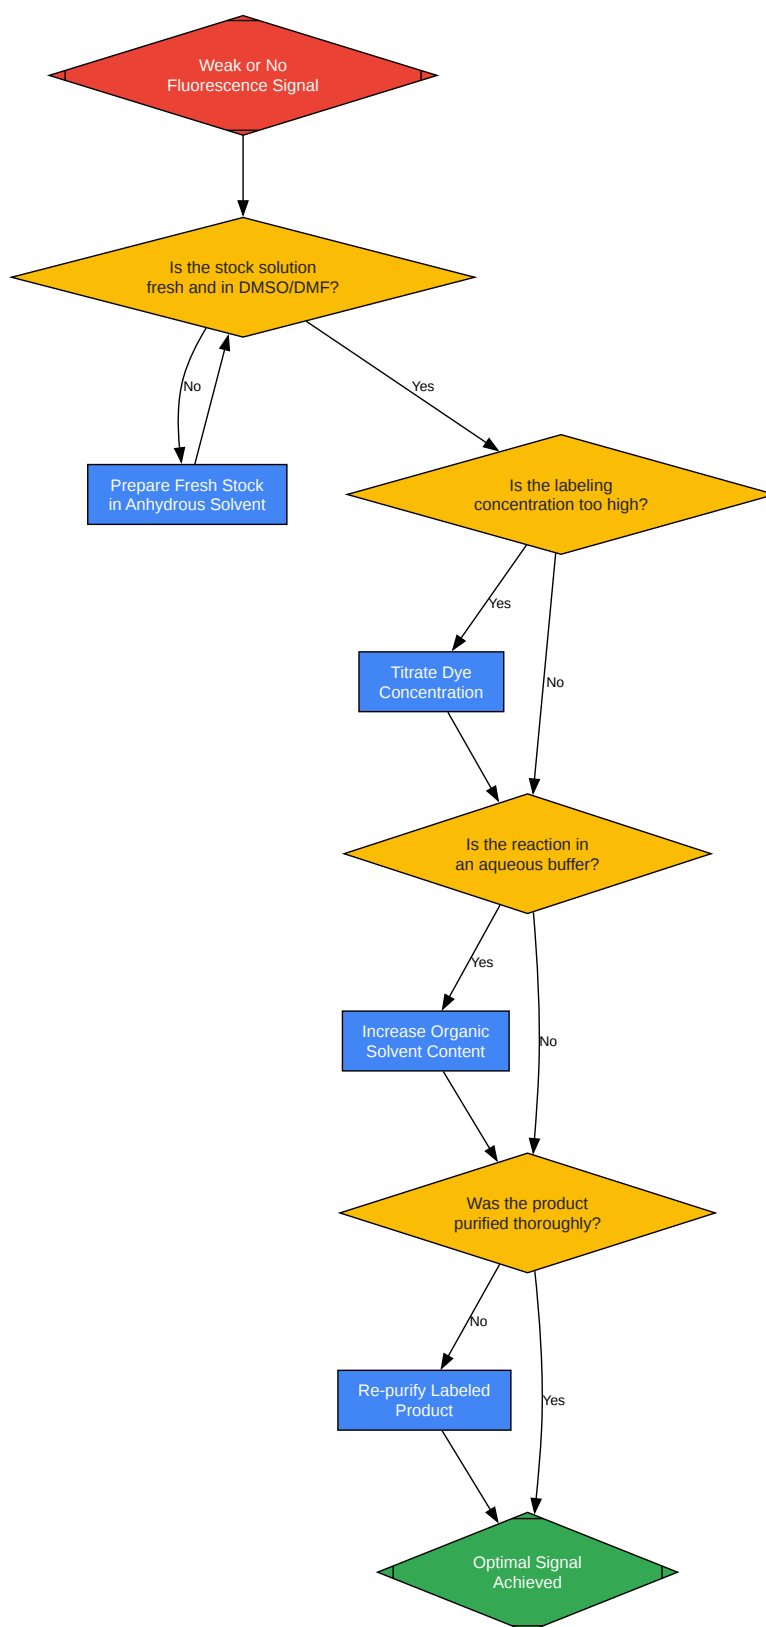 Weak or No
Fluorescence Signal
Is the stock solution
fresh and in DMSO/DMF?
No
Yes
Prepare Fresh Stock
in Anhydrous Solvent
Is the labeling
concentration too high?
Yes
Titrate Dye
Concentration
No
Is the reaction in
an aqueous buffer?
Yes
Increase Organic
Solvent Content
No
Was the product
purified thoroughly?
No
Re-purify Labeled
Product
Yes
Optimal Signal
Achieved